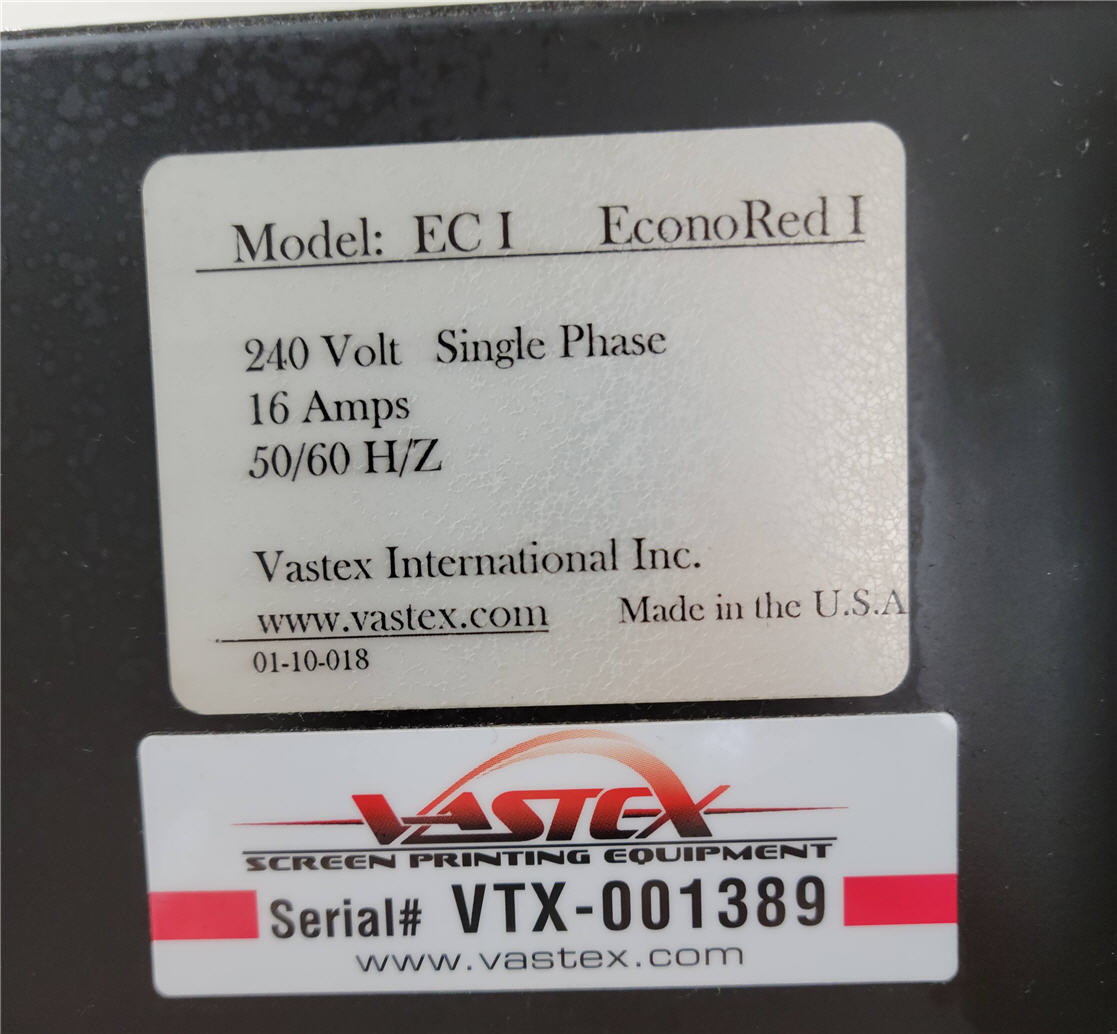 Model: EC I EconoRed I
240 Volt Single Phase
16 Amps
50/60 H/Z
Vastex International Inc.
www.vastex.com Made in the U.S.A
01-10-018
VASTEX
SCREEN PRINTING EQUIPMENT
Serial# VTX-001389
www.vastex.com